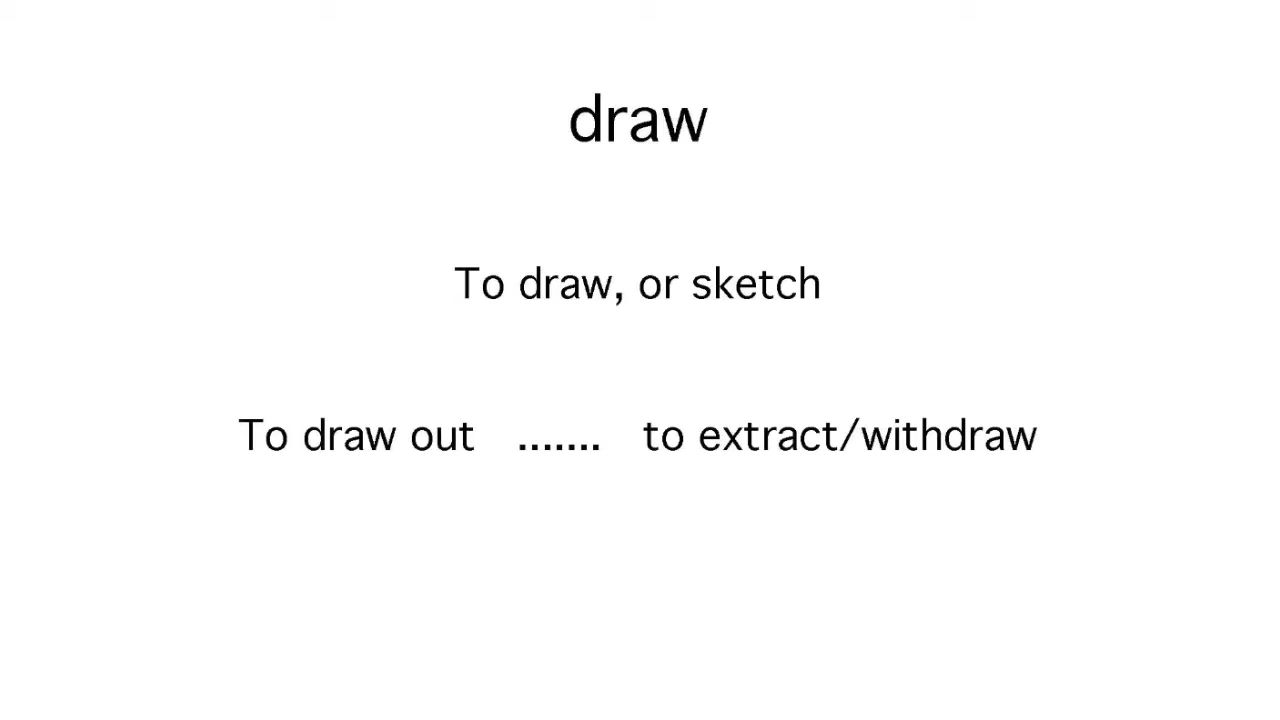 draw
To draw, or sketch
To draw out ....... to extract/withdraw